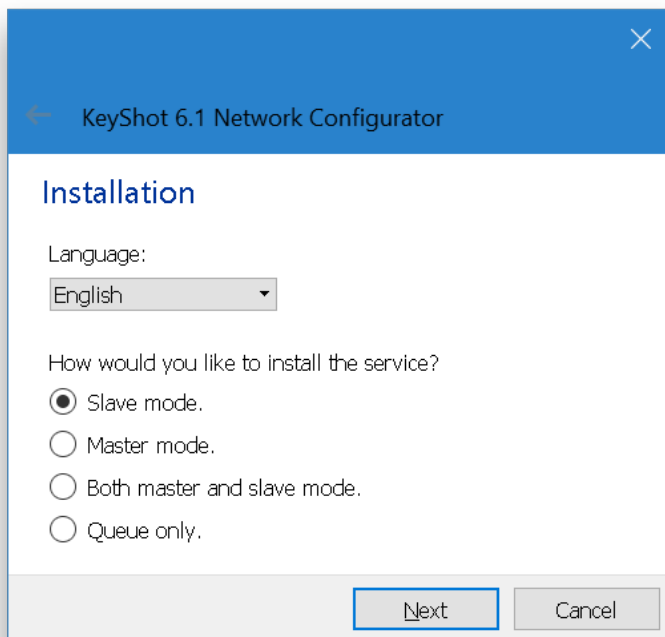 KeyShot 6.1 Network Configurator
Installation
Language:
English
How would you like to install the service?
Slave mode.
Master mode.
Both master and slave mode.
Queue only.
Next
Cancel